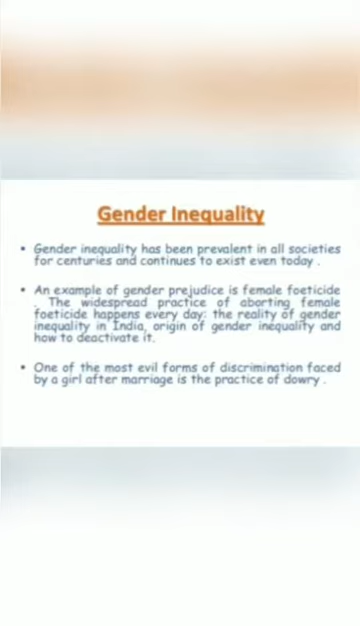 Gender Inequality
• Gender inequality has been prevalent in all societies
for centuries and continues to exist even today .
• An example of gender prejudice is female foeticide
. The widespread practice of aborting female
foeticide happens every day: the reality of gender
inequality in India, origin of gender inequality and
how to deactivate it.
• One of the most evil forms of discrimination faced
by a girl after marriage is the practice of dowry .